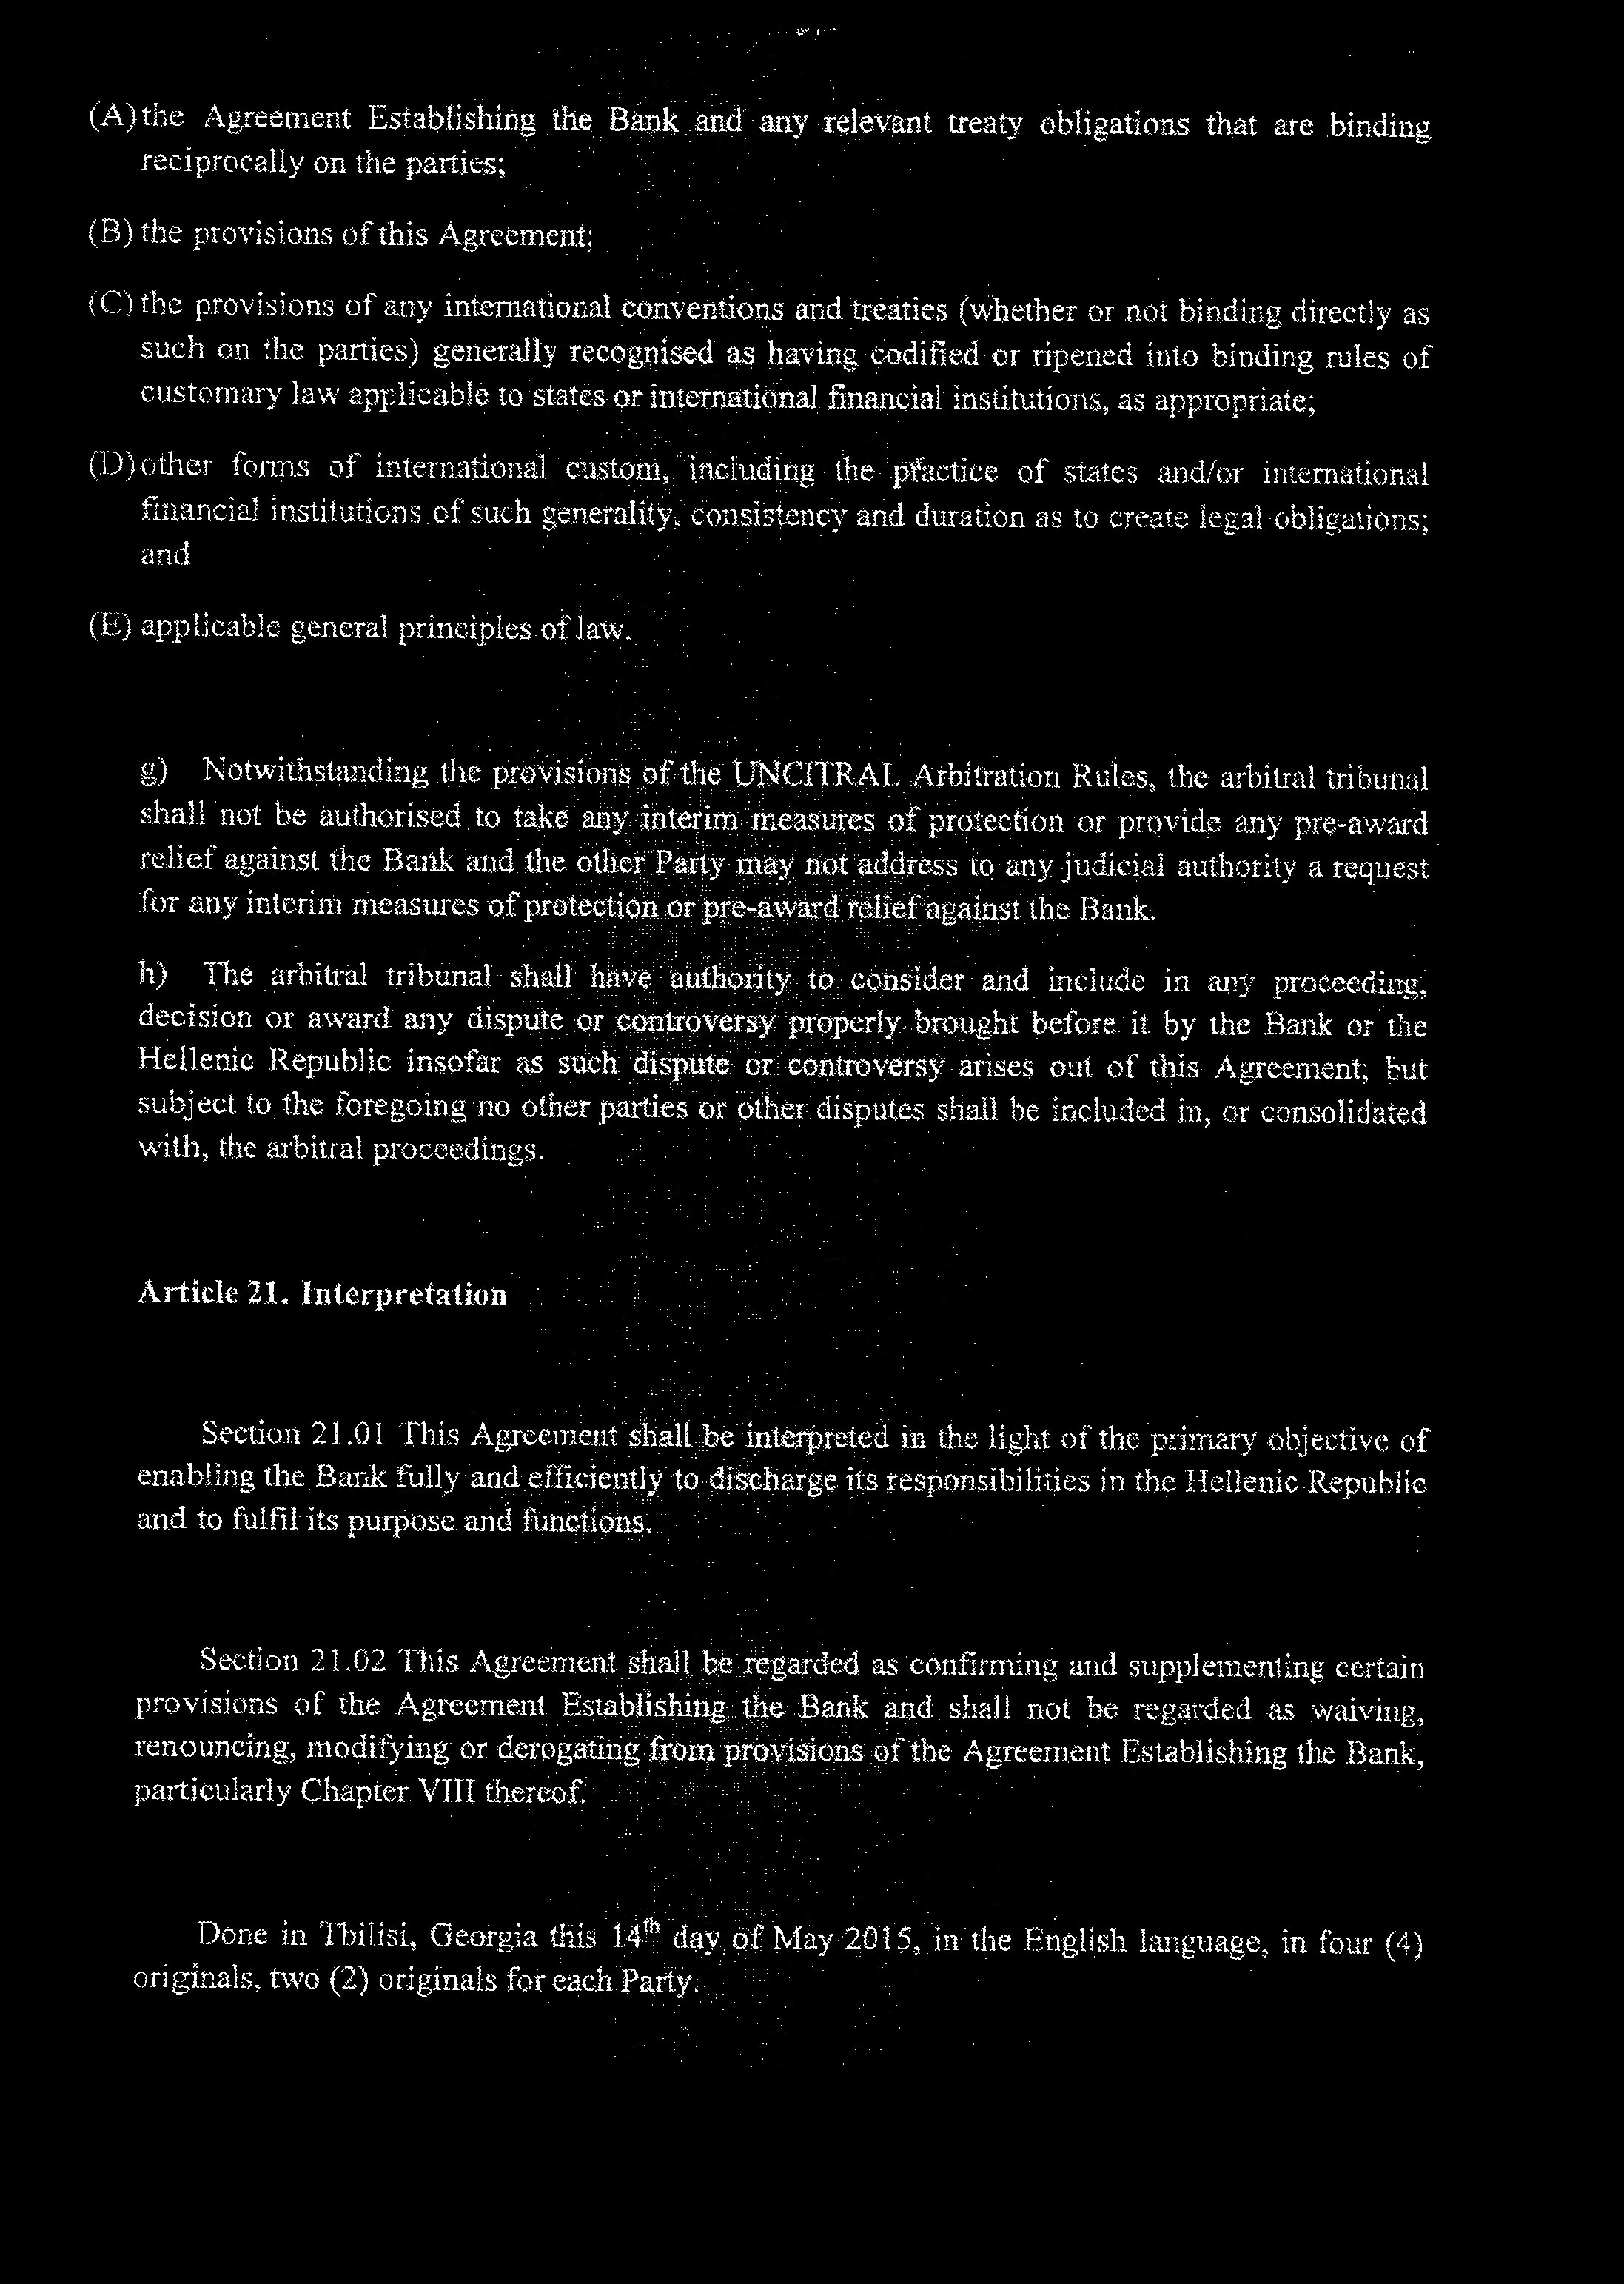 (A) the Agreement Establishing the Bank and any relevant treaty obligations that are binding
reciprocally on the parties;
(B) the provisions of this Agreement;
(C) the provisions of any international conventions and treaties (whether or not binding directly as
such on the parties) generally recognised as having codified or ripened into binding rules of
customary law applicable to states or international financial institutions, as appropriate;
(D) other forms of international custom, including the practice of states and/or international
financial institutions of such generality, consistency and duration as to create legal obligations;
and
(E) applicable general principles of law.
g) Notwithstanding the provisions of the UNCITRAL Arbitration Rules, the arbitral tribunal
shall not be authorised to take any interim measures of protection or provide any pre-award
relief against the Bank and the other Party may not address to any judicial authority a request
for any interim measures of protection or pre-award relief against the Bank.
h) The arbitral tribunal shall have authority to consider and include in any proceeding,
decision or award any dispute or controversy properly brought before it by the Bank or the
Hellenic Republic insofar as such dispute or controversy arises out of this Agreement; but
subject to the foregoing no other parties or other disputes shall be included in, or consolidated
with, the arbitral proceedings.
Article 21. Interpretation
Section 21.01 This Agreement shall be interpreted in the light of the primary objective of
enabling the Bank fully and efficiently to discharge its responsibilities in the Hellenic Republic
and to fulfil its purpose and functions.
Section 21.02 This Agreement shall be regarded as confirming and supplementing certain
provisions of the Agreement Establishing the Bank and shall not be regarded as waiving,
renouncing, modifying or derogating from provisions of the Agreement Establishing the Bank,
particularly Chapter VIII thereof.
Done in Tbilisi, Georgia this 14th day of May 2015, in the English language, in four (4)
originals, two (2) originals for each Party.